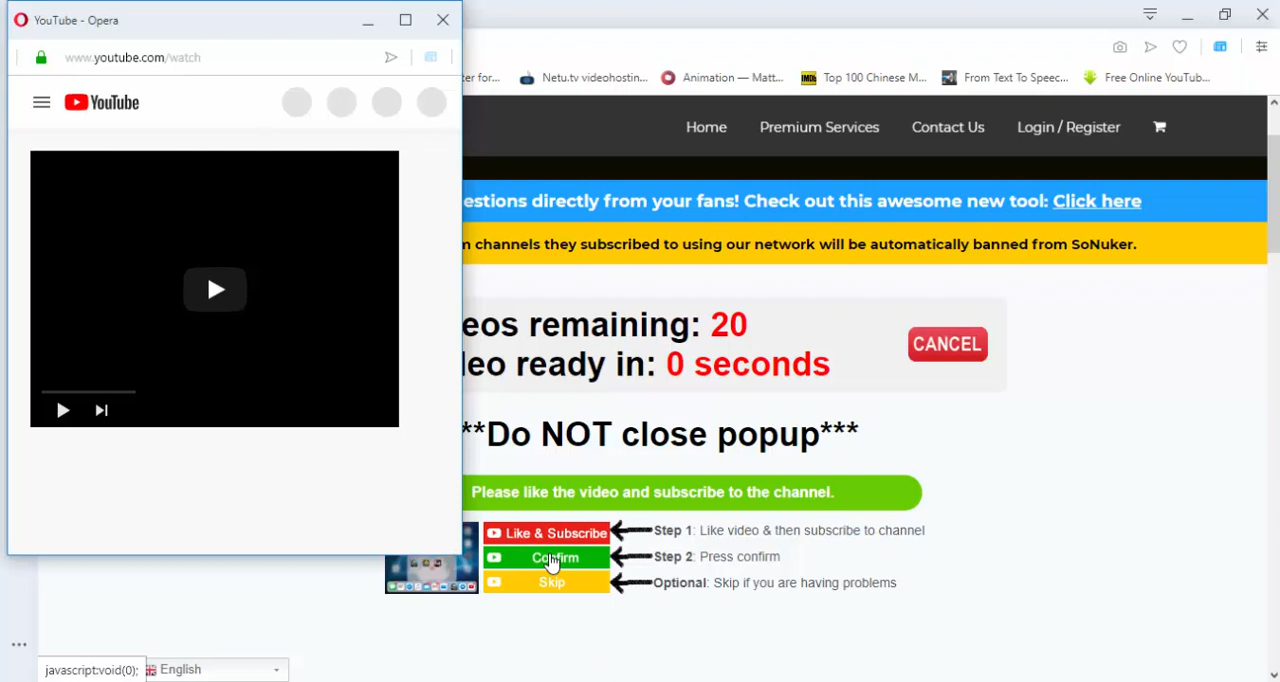 YouTube - Opera
www.youtube.com/watch
YouTube
ter for...
Netu.tv videohostin...
Animation — Matt...
IMDb
Top 100 Chinese M...
From Text To Speec...
Free Online YouTub...
Home
Premium Services
Contact Us
Login / Register
estions directly from your fans! Check out this awesome new tool: Click here
m channels they subscribed to using our network will be automatically banned from SoNuker.
eos remaining: 20
leo ready in: 0 seconds
CANCEL
**Do NOT close popup***
Please like the video and subscribe to the channel.
Like & Subscribe
Step 1: Like video & then subscribe to channel
Confirm
Step 2: Press confirm
Skip
Optional: Skip if you are having problems
javascript:void(0);
English